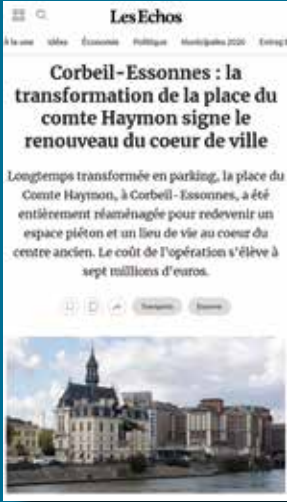 Les Echos
A la une Idées Économie Politique Municipales 2020
Corbeil-Essonnes : la
transformation de la place du
comte Haymon signe le
renouveau du coeur de ville
Longtemps transformée en parking, la place du
Comte Haymon, à Corbeil-Essonnes, a été
entièrement réaménagée pour redevenir un
espace piéton et un lieu de vie au coeur du
centre ancien. Le coût de l'opération s'élève à
sept millions d'euros.
Essonne